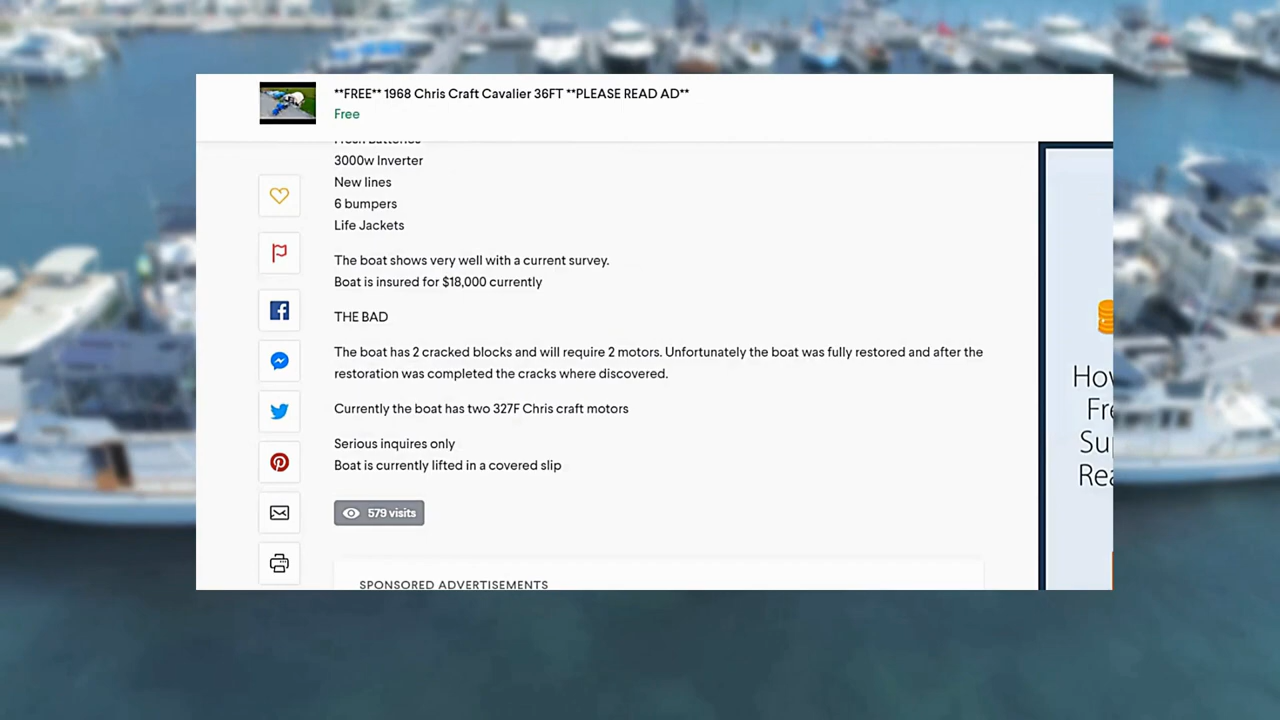 **FREE** 1968 Chris Craft Cavalier 36FT **PLEASE READ AD**
Free
Fresh Batteries
3000w Inverter
New lines
6 bumpers
Life Jackets
The boat shows very well with a current survey.
Boat is insured for $18,000 currently
THE BAD
The boat has 2 cracked blocks and will require 2 motors. Unfortunately the boat was fully restored and after the
restoration was completed the cracks where discovered.
Currently the boat has two 327F Chris craft motors
Serious inquires only
Boat is currently lifted in a covered slip
579 visits
SPONSORED ADVERTISEMENTS